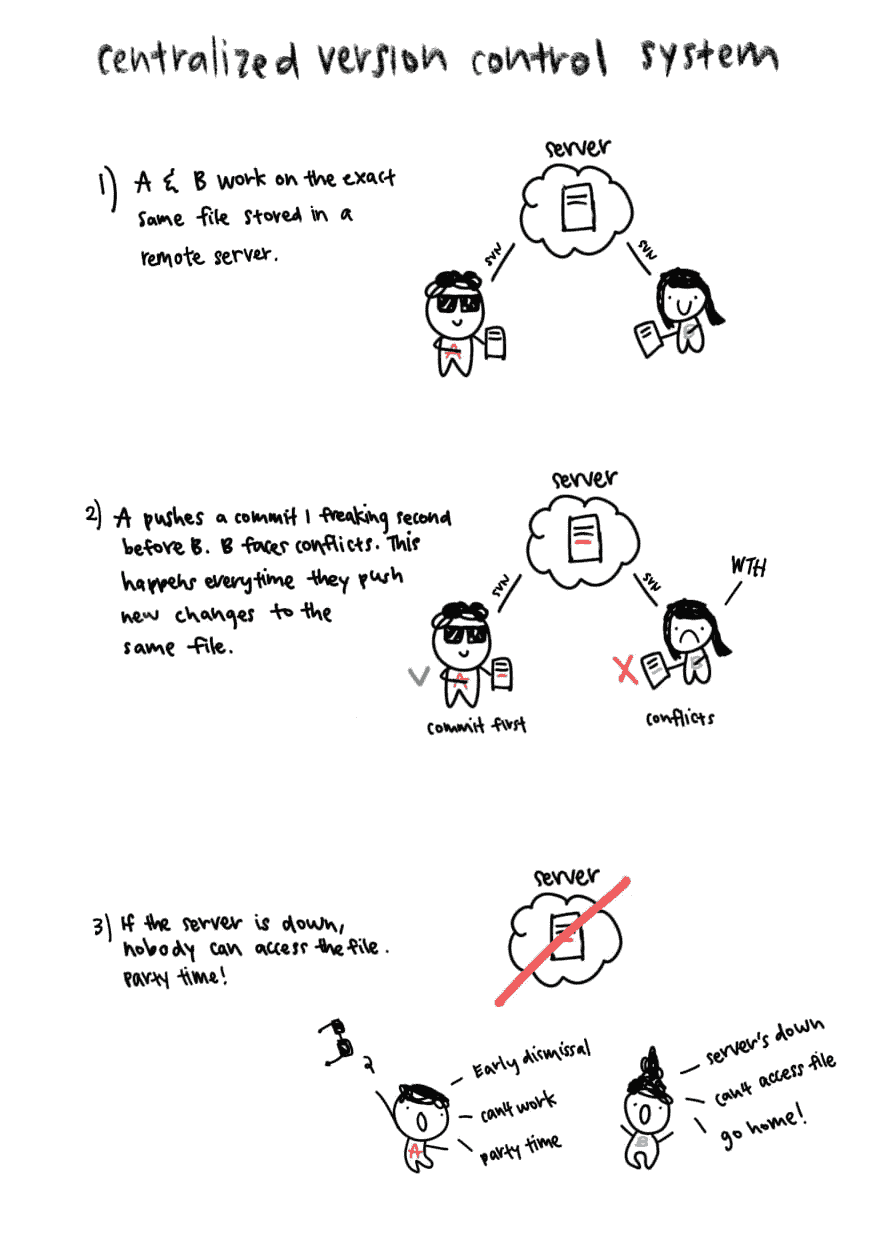 centralized version control system
server
1) A & B work on the exact
same file stored in a
remote server.
SVN
SVN
A
B
server
2) A pushes a commit 1 freaking second
before B. B faces conflicts. This
happens everytime they push
new changes to the
same file.
SVN
SVN
WTH
A
B
commit first
conflicts
server
3) If the server is down,
nobody can access the file.
party time!
Early dismissal
can't work
party time
A
server's down
can't access file
go home!
B